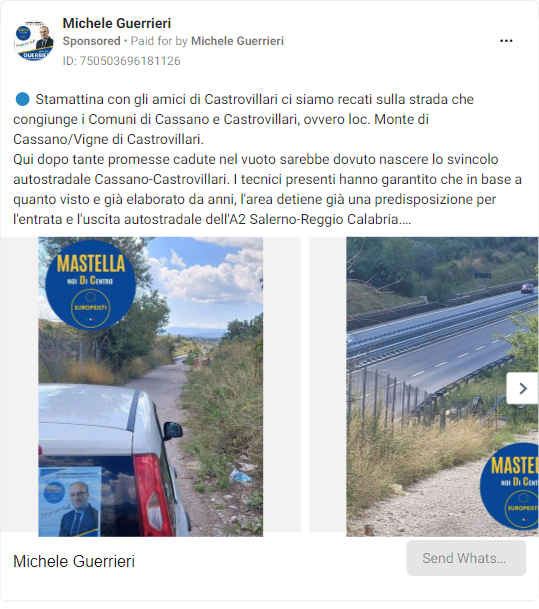 Michele Guerrieri
Sponsored • Paid for by Michele Guerrieri
ID: 750503696181126
🔵 Stamattina con gli amici di Castrovillari ci siamo recati sulla strada che
congiunge i Comuni di Cassano e Castrovillari, ovvero loc. Monte di
Cassano/Vigne di Castrovillari.
Qui dopo tante promesse cadute nel vuoto sarebbe dovuto nascere lo svincolo
autostradale Cassano-Castrovillari. I tecnici presenti hanno garantito che in base a
quanto visto e già elaborato da anni, l'area detiene già una predisposizione per
l'entrata e l'uscita autostradale dell'A2 Salerno-Reggio Calabria....
MASTELLA
NOI DI CENTRO
EUROPEISTI
MASTEL
NOI DI CEN
EUROPEIS
Michele Guerrieri
Send Whats...